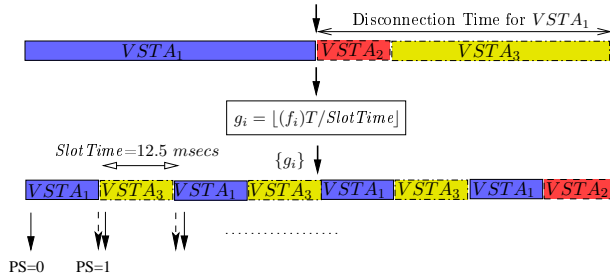 Disconnection Time for VSTA₁
VSTA₁ VSTA₂ VSTA₃
gᵢ = ⌊(fᵢ)T/SlotTime⌋
SlotTime=12.5 msecs
{gᵢ}
VSTA₁ VSTA₃ VSTA₁ VSTA₃ VSTA₁ VSTA₃ VSTA₁ VSTA₂
....................
PS=0 PS=1